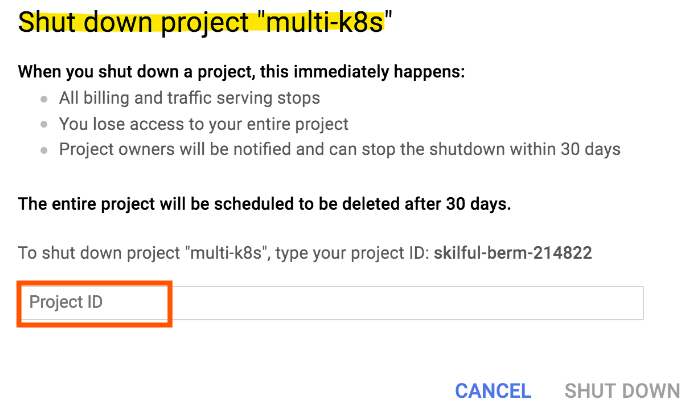 Shut down project "multi-k8s"
When you shut down a project, this immediately happens:
All billing and traffic serving stops
You lose access to your entire project
Project owners will be notified and can stop the shutdown within 30 days
The entire project will be scheduled to be deleted after 30 days.
To shut down project "multi-k8s", type your project ID: skilful-berm-214822
Project ID
CANCEL SHUT DOWN